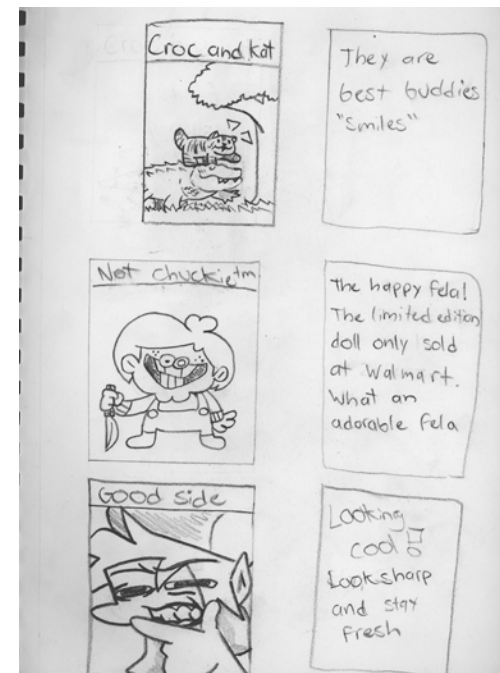 Croc and kat
They are
best buddies
"Smiles"
Not Chuckie tm
The happy fela!
The limited edition
doll only sold
at Walmart.
What an
adorable fela
Good side
Looking
cool!
Look sharp
and stay
fresh